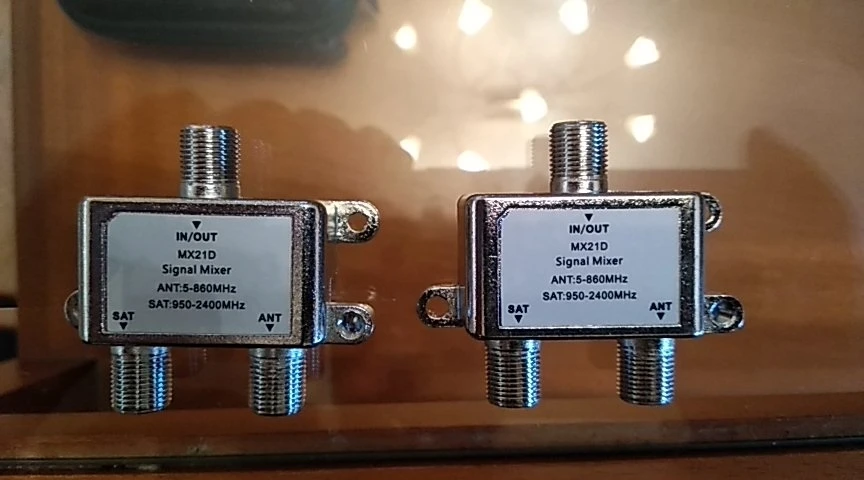 IN/OUT
MX21D
Signal Mixer
ANT:5-860MHz
SAT:950-2400MHz
SAT
ANT
IN/OUT
MX21D
Signal Mixer
ANT:5-860MHz
SAT:950-2400MHz
SAT
ANT